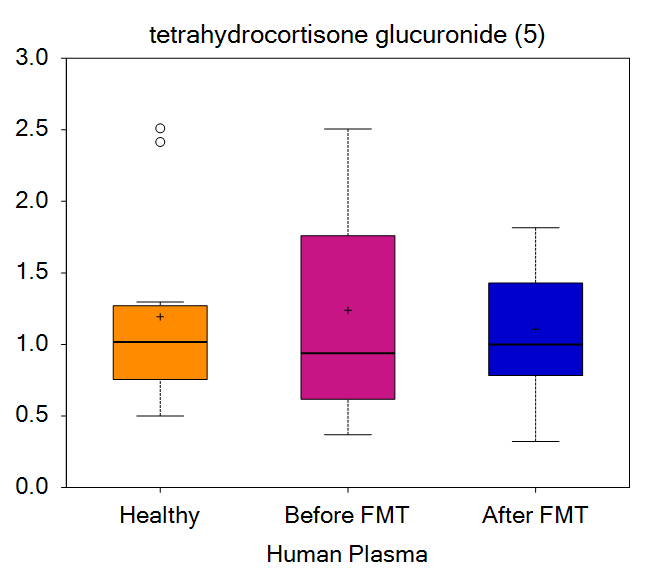 tetrahydrocortisone glucuronide (5)
3.0
2.5
2.0
1.5
1.0
0.5
0.0
Healthy Before FMT After FMT
Human Plasma